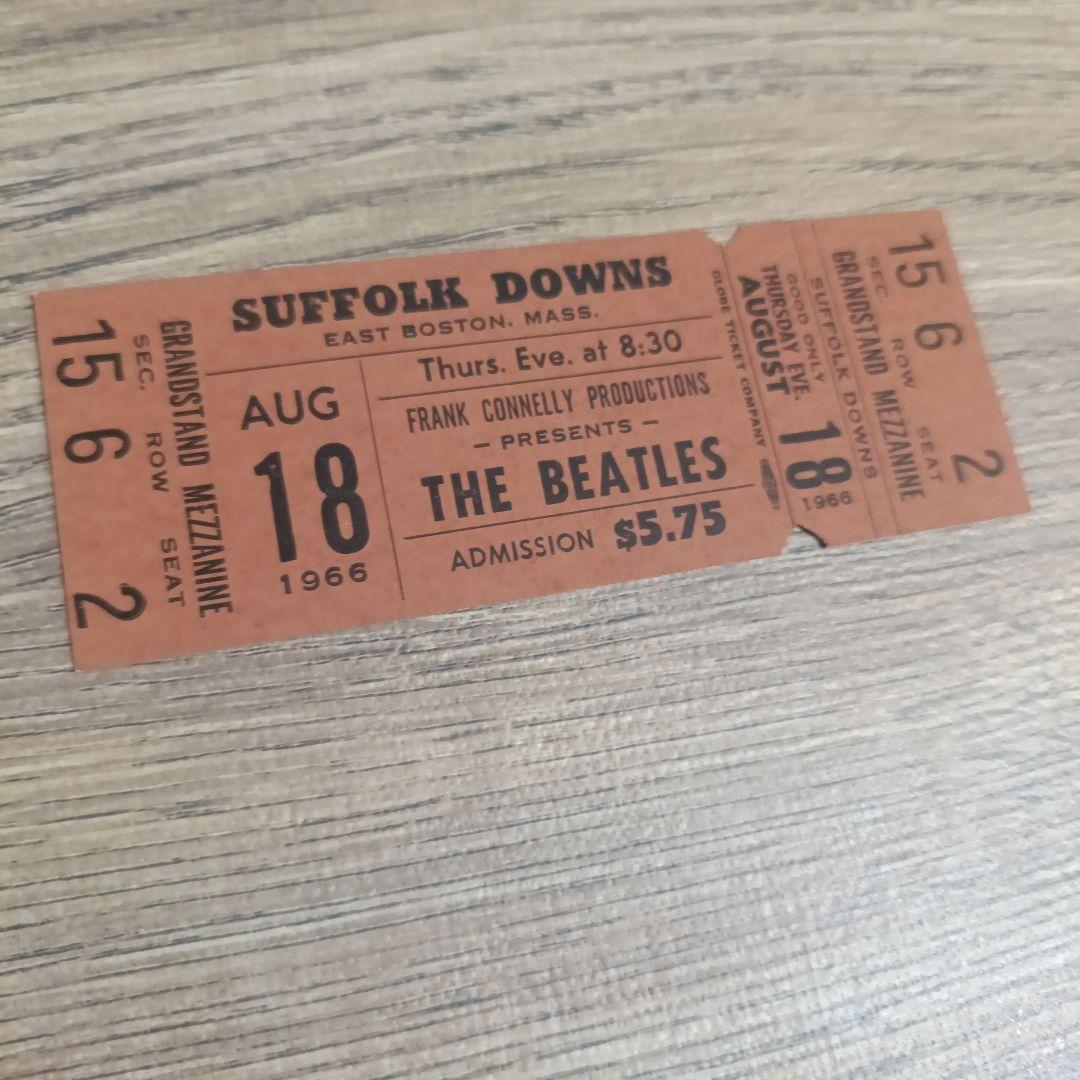 15 6 2
SEC. ROW SEAT
GRANDSTAND MEZZANINE
SUFFOLK DOWNS
EAST BOSTON, MASS.
AUG
18
1966
Thurs. Eve. at 8:30
FRANK CONNELLY PRODUCTIONS
– PRESENTS –
THE BEATLES
ADMISSION $5.75
GLOBE TICKET COMPANY
AUGUST 18
THURSDAY EVE. 1966
GOOD ONLY
SUFFOLK DOWNS
GRANDSTAND MEZZANINE
SEC. ROW SEAT
15 6 2